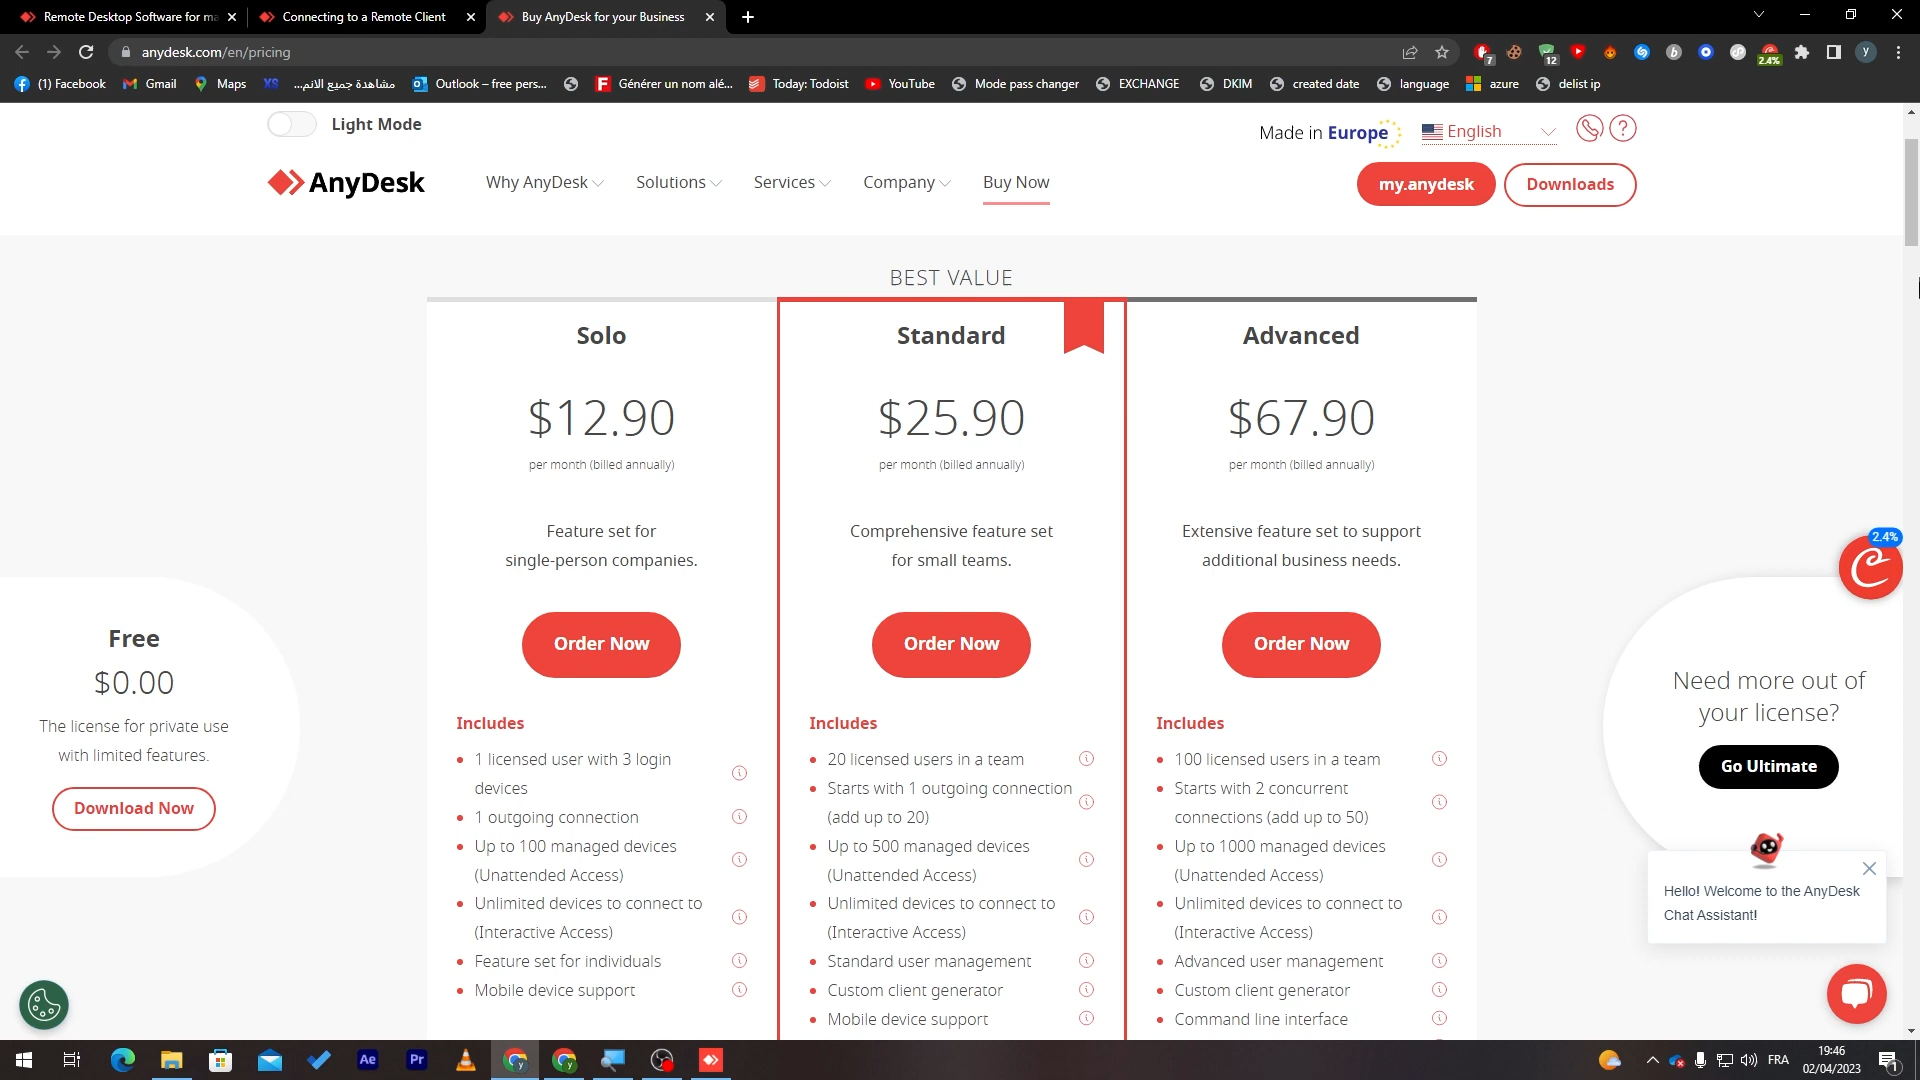 Remote Desktop Software for ma
Connecting to a Remote Client
Buy AnyDesk for your Business
anydesk.com/en/pricing
7
12
2.4%
y
(1) Facebook
Gmail
Maps
XS
مشاهدة جميع الانم...
Outlook – free pers...
Générer un nom alé...
Today: Todoist
YouTube
Mode pass changer
EXCHANGE
DKIM
created date
language
azure
delist ip
Light Mode
Made in Europe
English
AnyDesk
Why AnyDesk
Solutions
Services
Company
Buy Now
my.anydesk
Downloads
BEST VALUE
Solo
$12.90
per month (billed annually)
Feature set for
single-person companies.
Order Now
Includes
1 licensed user with 3 login
devices
1 outgoing connection
Up to 100 managed devices
(Unattended Access)
Unlimited devices to connect to
(Interactive Access)
Feature set for individuals
Mobile device support
Standard
$25.90
per month (billed annually)
Comprehensive feature set
for small teams.
Order Now
Includes
20 licensed users in a team
Starts with 1 outgoing connection
(add up to 20)
Up to 500 managed devices
(Unattended Access)
Unlimited devices to connect to
(Interactive Access)
Standard user management
Custom client generator
Mobile device support
Advanced
$67.90
per month (billed annually)
Extensive feature set to support
additional business needs.
Order Now
Includes
100 licensed users in a team
Starts with 2 concurrent
connections (add up to 50)
Up to 1000 managed devices
(Unattended Access)
Unlimited devices to connect to
(Interactive Access)
Advanced user management
Custom client generator
Command line interface
Free
$0.00
The license for private use
with limited features.
Download Now
2.4%
Need more out of
your license?
Go Ultimate
Hello! Welcome to the AnyDesk
Chat Assistant!
Ae
Pr
FRA
19:46
02/04/2023
1